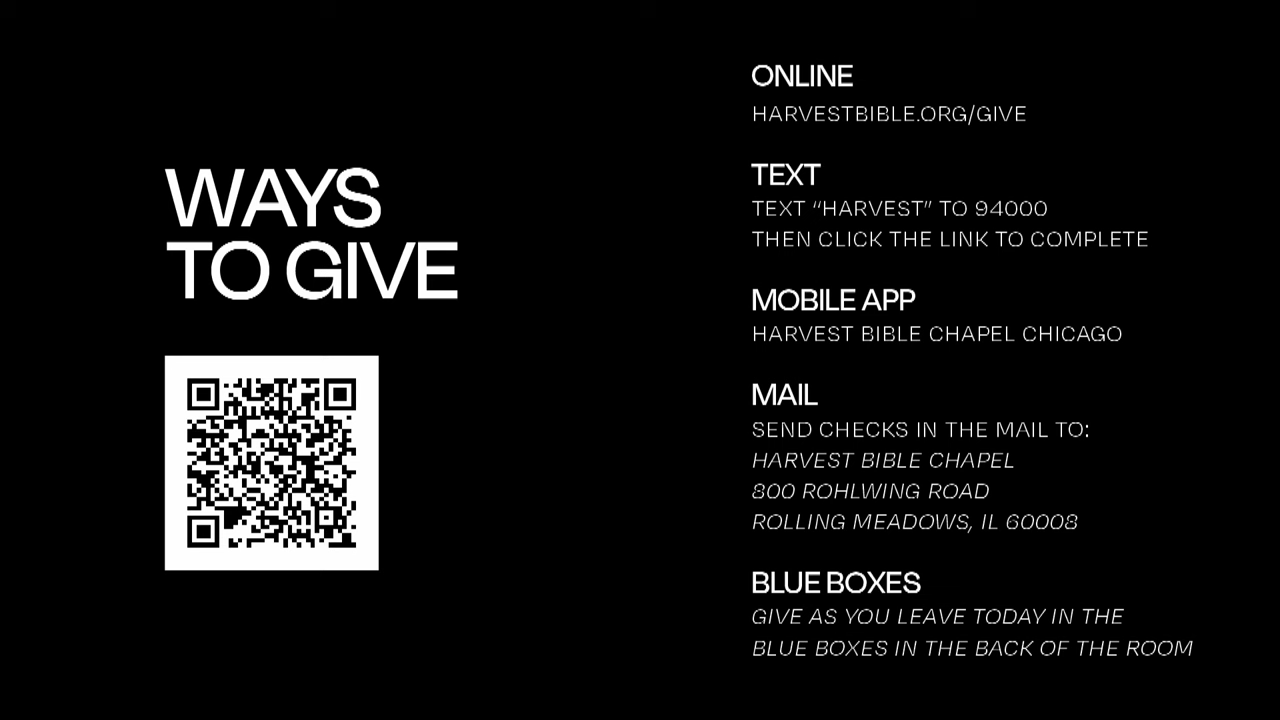 WAYS
TO GIVE
ONLINE
HARVESTBIBLE.ORG/GIVE
TEXT
TEXT “HARVEST” TO 94000
THEN CLICK THE LINK TO COMPLETE
MOBILE APP
HARVEST BIBLE CHAPEL CHICAGO
MAIL
SEND CHECKS IN THE MAIL TO:
HARVEST BIBLE CHAPEL
800 ROHLWING ROAD
ROLLING MEADOWS, IL 60008
BLUE BOXES
GIVE AS YOU LEAVE TODAY IN THE
BLUE BOXES IN THE BACK OF THE ROOM